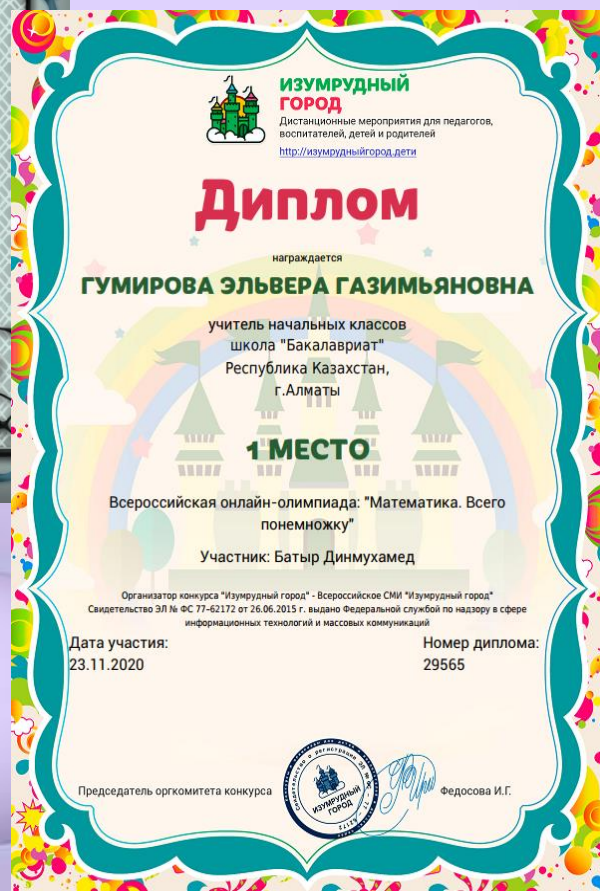 ИЗУМРУДНЫЙ
ГОРОД
Дистанционные мероприятия для педагогов,
воспитателей, детей и родителей
http://изумрудныйгород.дети
Диплом
награждается
ГУМИРОВА ЭЛЬВЕРА ГАЗИМЬЯНОВНА
учитель начальных классов
школа "Бакалавриат"
Республика Казахстан,
г.Алматы
1 МЕСТО
Всероссийская онлайн-олимпиада: "Математика. Всего
понемножку"
Участник: Батыр Динмухамед
Организатор конкурса "Изумрудный город" - Всероссийское СМИ "Изумрудный город"
Свидетельство ЭЛ № ФС 77-62172 от 26.06.2015 г. выдано Федеральной службой по надзору в сфере
информационных технологий и массовых коммуникаций
Дата участия:
23.11.2020
Номер диплома:
29565
Председатель оргкомитета конкурса
ИЗУМРУДНЫЙ
ГОРОД
Федосова И.Г.